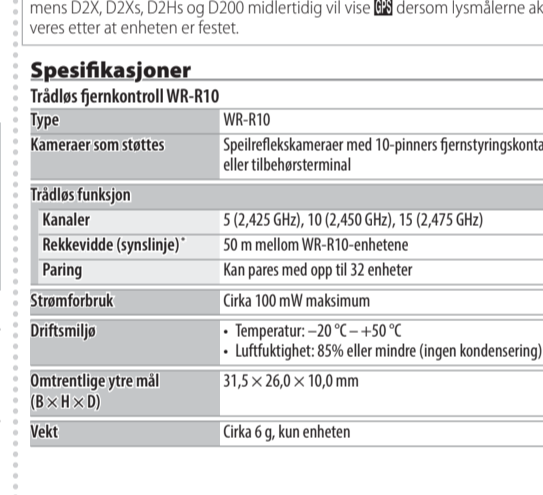 mens D2X, D2Xs, D2Hs og D200 midlertidig vil vise GPS dersom lysmålerne
veres etter at enheten er festet.
Spesifikasjoner
Trådløs fjernkontroll WR-R10
Type WR-R10
Kameraer som støttes Speilreflekskameraer med 10-pinners
eller tilbehørsterminal
Trådløs funksjon
Kanaler 5 (2,425 GHz), 10 (2,450 GHz), 15 (2,475 GHz)
Rekkevidde (synslinje)* 50 m mellom WR-R10-enhetene
Paring Kan pares med opp til 32 enheter
Strømforbruk Cirka 100 mW maksimum
Driftsmiljø • Temperatur: –20 °C – +50 °C
• Luftfuktighet: 85% eller mindre (ingen kondensering)
Omtrentlige ytre mål 31,5 × 26,0 × 10,0 mm
(B × H × D)
Vekt Cirka 6 g, kun enheten